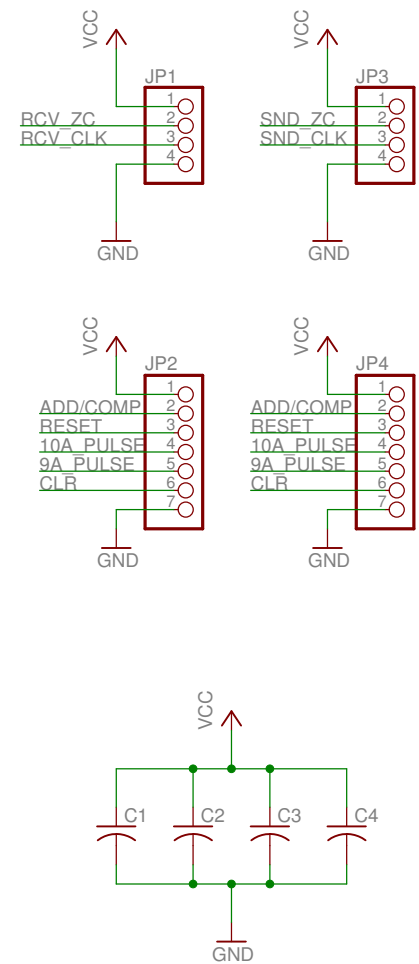 VCC
VCC
JP1
JP3
1
RCV_ZC 2
RCV_CLK 3
4
1
SND_ZC 2
SND_CLK 3
4
GND
GND
VCC
VCC
JP2
JP4
1
ADD/COMP 2
RESET 3
10A_PULSE 4
9A_PULSE 5
CLR 6
7
1
ADD/COMP 2
RESET 3
10A_PULSE 4
9A_PULSE 5
CLR 6
7
GND
GND
VCC
C1 C2 C3 C4
GND